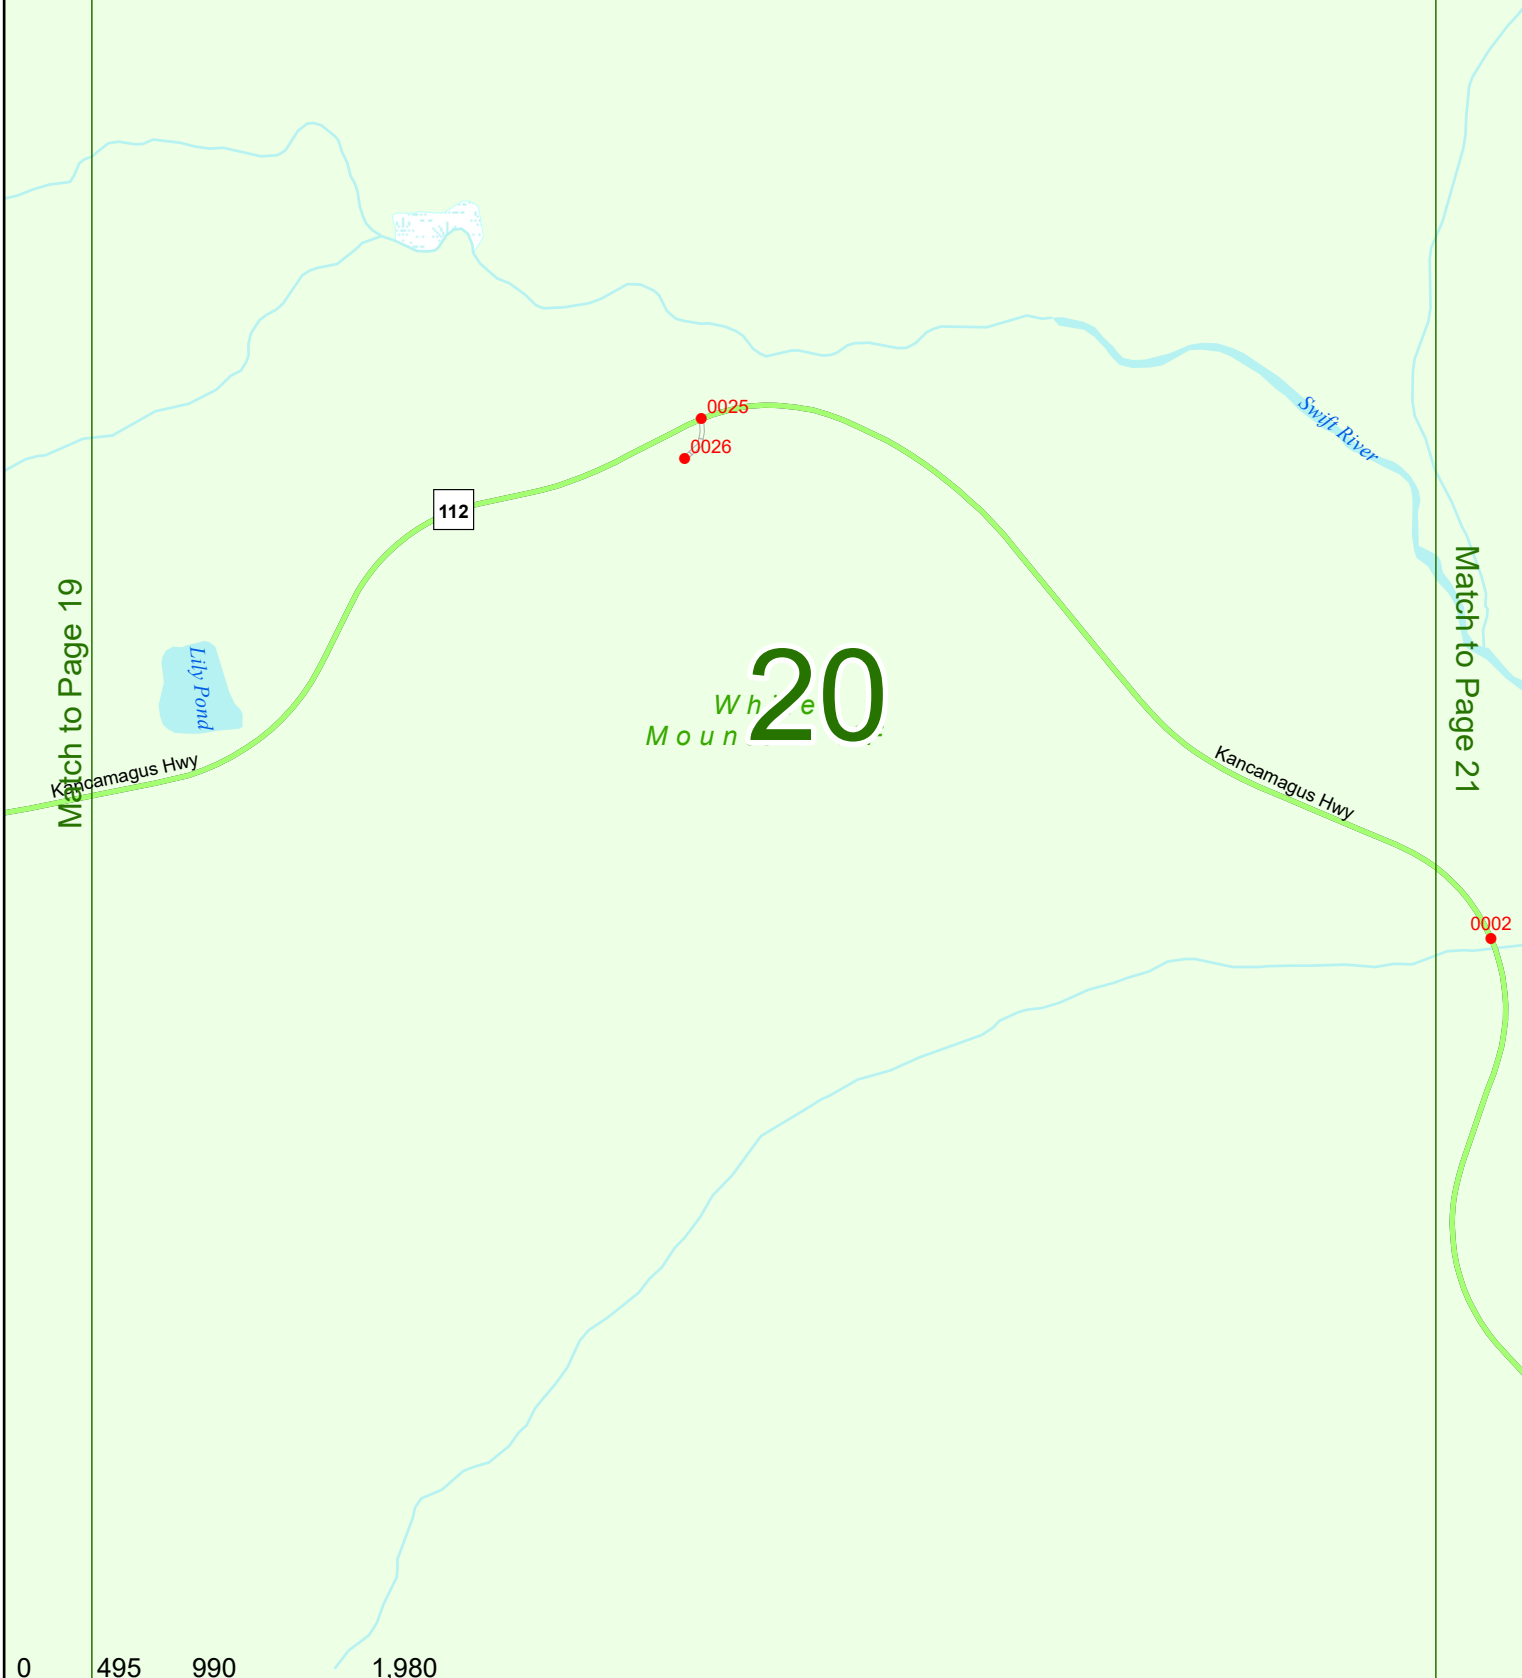 0025
Swift River
0026
112
Match to Page 19
Match to Page 21
Lily Pond
20
Kancamagus Hwy
Kancamagus Hwy
0002
0 495 990 1,980